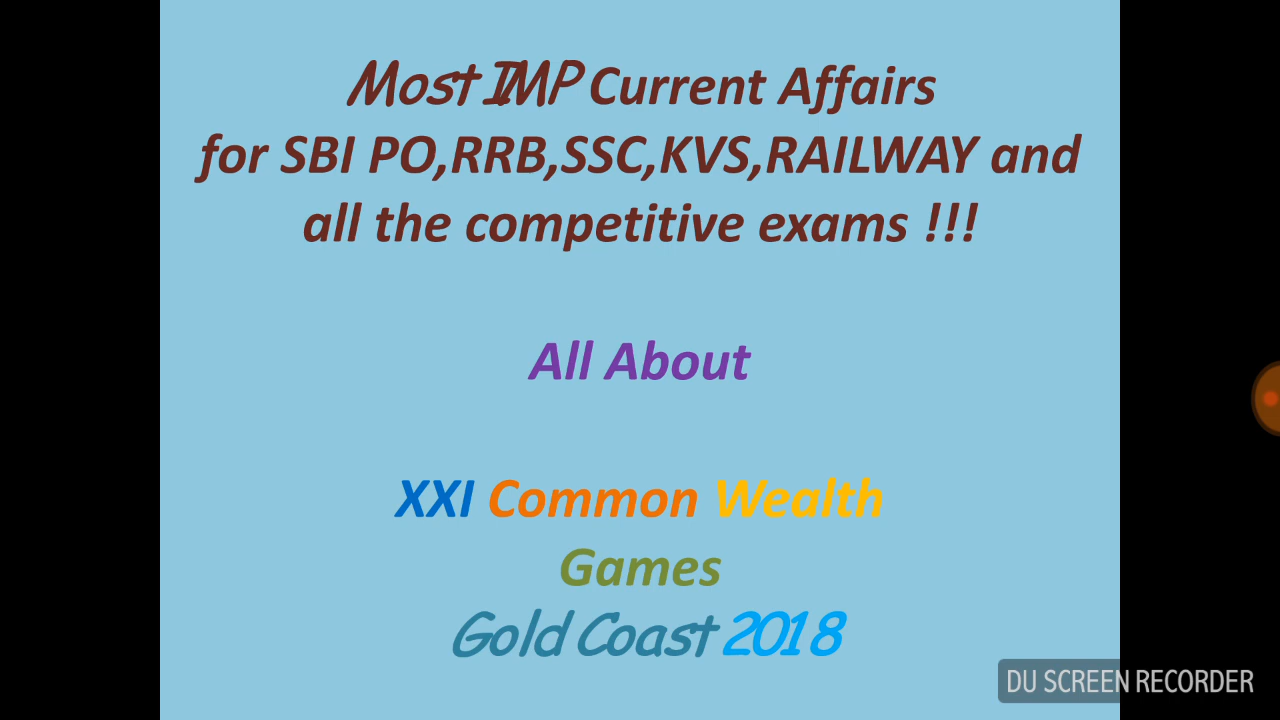 Most IMP Current Affairs
for SBI PO,RRB,SSC,KVS,RAILWAY and
all the competitive exams !!!
All About
XXI Common Wealth
Games
Gold Coast 2018
DU SCREEN RECORDER